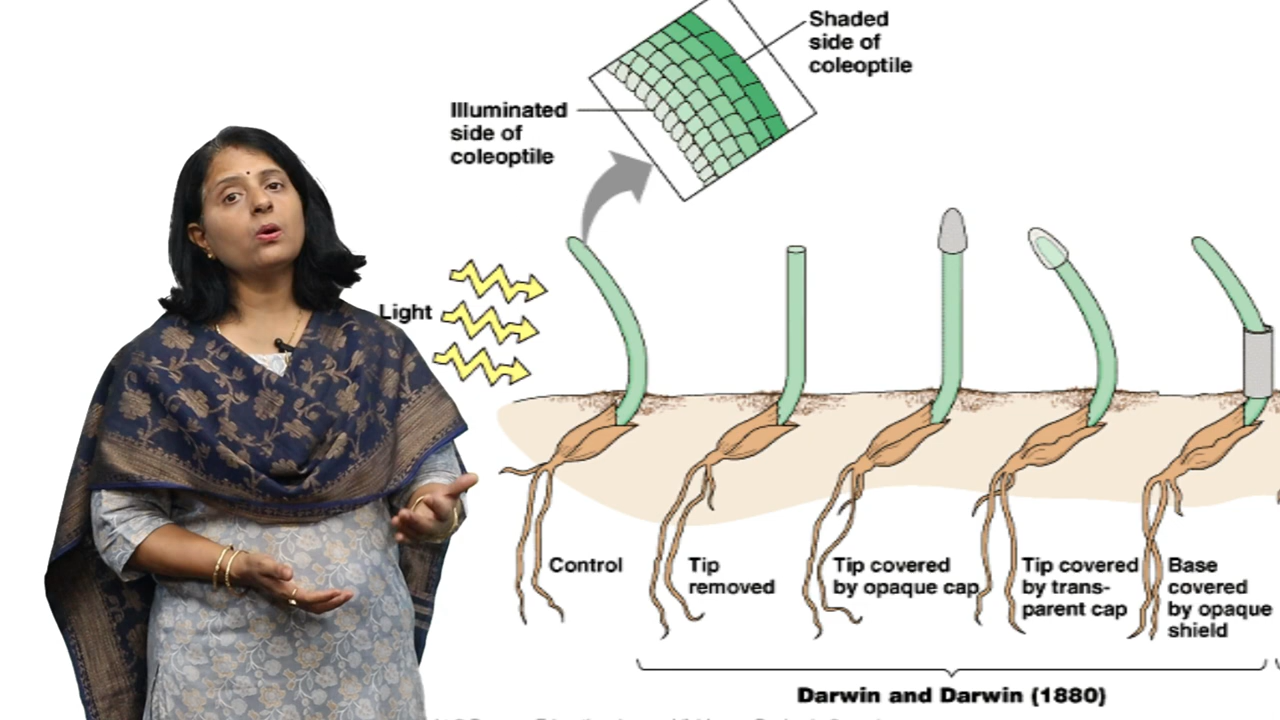 Shaded
side of
coleoptile
Illuminated
side of
coleoptile
Light
Control
Tip
removed
Tip covered
by opaque cap
Tip covered
by trans-
parent cap
Base
covered
by opaque
shield
Darwin and Darwin (1880)